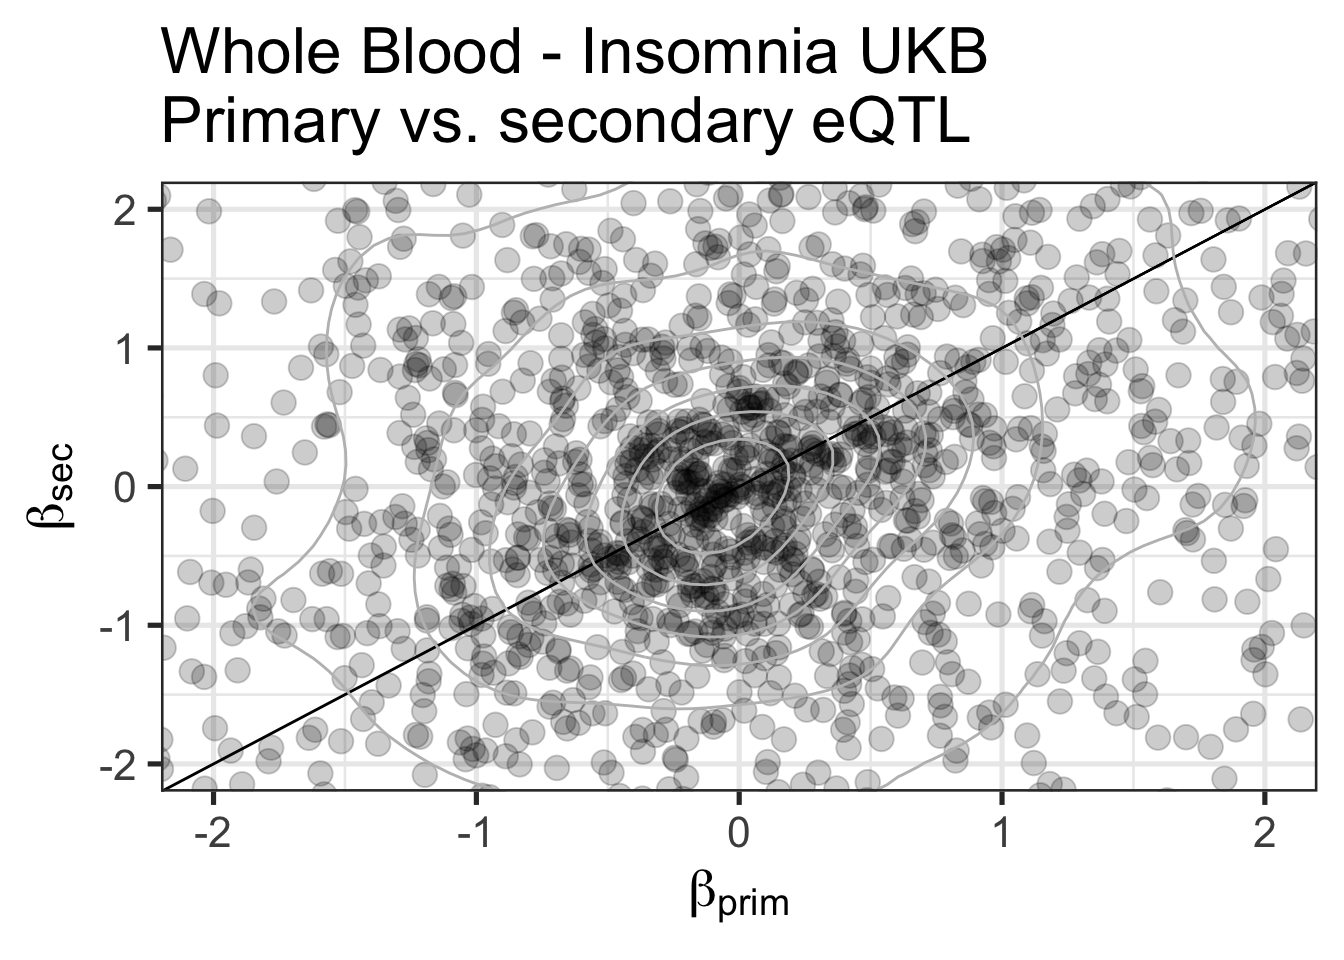 Whole Blood - Insomnia UKB
Primary vs. secondary eQTL
2
1
0
-1
-2
βsec
-2 -1 0 1 2
βprim